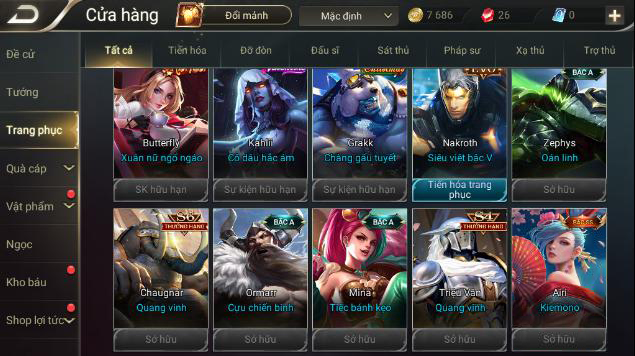 Cửa hàng
Đổi mảnh
Mặc định
7 686
26
0
Đề cử
Tướng
Trang phục
Quà cáp
Vật phẩm
Ngọc
Kho báu
Shop lợi tức
Tất cả
Tiến hóa
Đỡ đòn
Đấu sĩ
Sát thủ
Pháp sư
Xạ thủ
Trợ thủ
Butterfly
Xuân nữ ngổ ngáo
SK hữu hạn
Kahlii
Cô dâu hắc ám
Sự kiện hữu hạn
Grakk
Chàng gấu tuyết
Sự kiện hữu hạn
EVO
Nakroth
Siêu việt bậc V
Tiến hóa trang
phục
BẬC A
Zephys
Oán linh
Sở hữu
THƯỞNG HẠNG
Chaugnar
Quang vinh
Sở hữu
BẬC A
Ormarr
Cựu chiến binh
Sở hữu
BẬC A
Mina
Tiệc bánh kẹo
Sở hữu
THƯỞNG HẠNG
Triệu Vân
Quang vinh
Sở hữu
Airi
Kiemono
Sở hữu